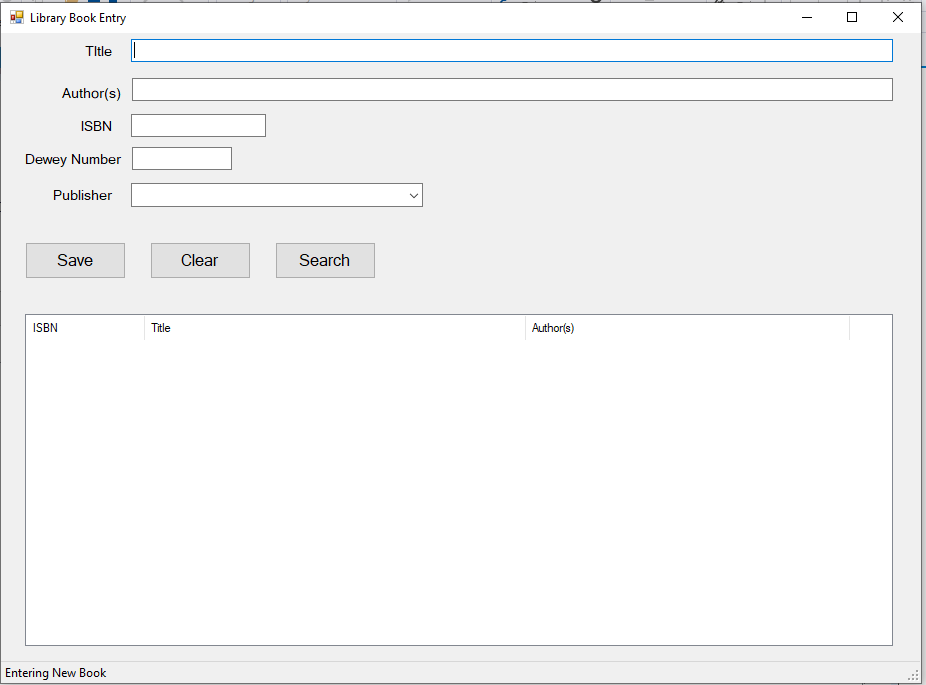 Library Book Entry
TItle
Author(s)
ISBN
Dewey Number
Publisher
Save Clear Search
ISBN Title Author(s)
Entering New Book